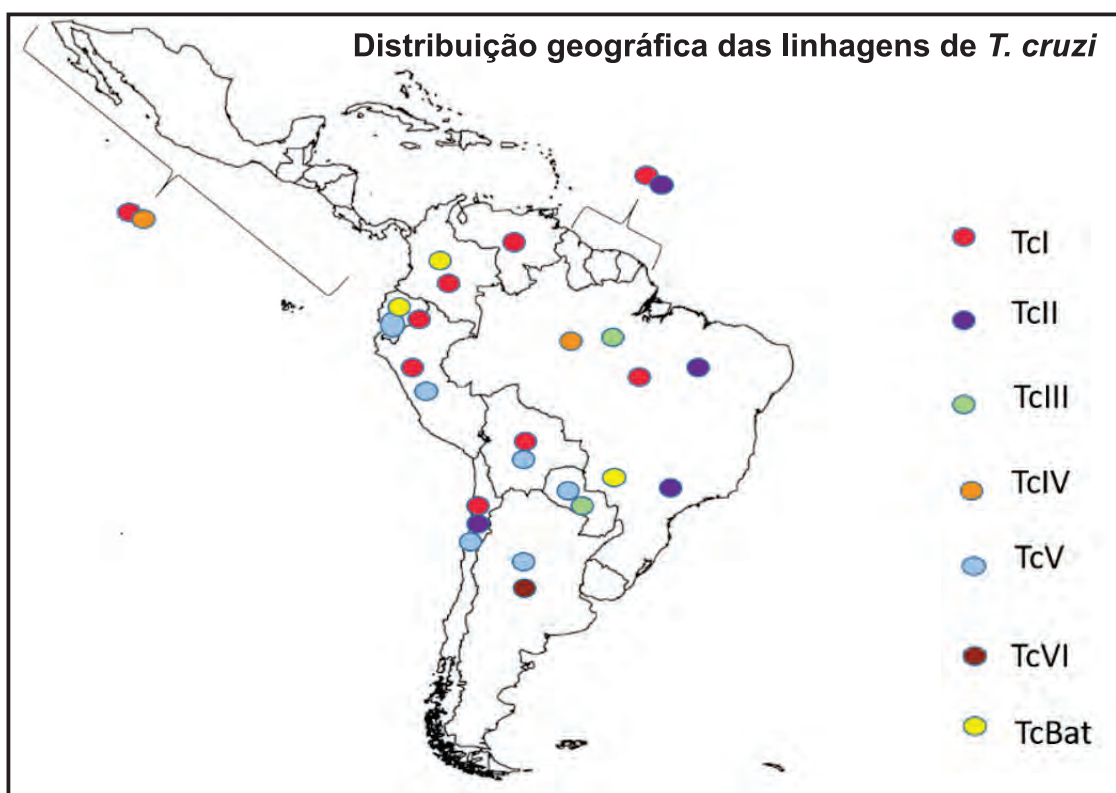 Distribuição geográfica das linhagens de T. cruzi
TcI
TcII
TcIII
TcIV
TcV
TcVI
TcBat